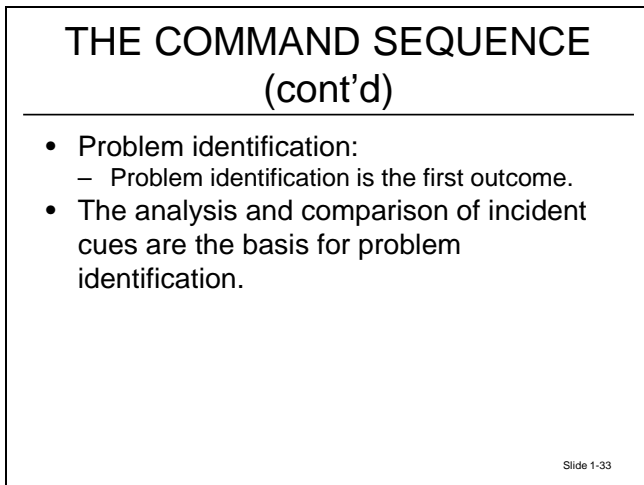 THE COMMAND SEQUENCE
(cont'd)
• Problem identification:
– Problem identification is the first outcome.
• The analysis and comparison of incident
cues are the basis for problem
identification.
Slide 1-33